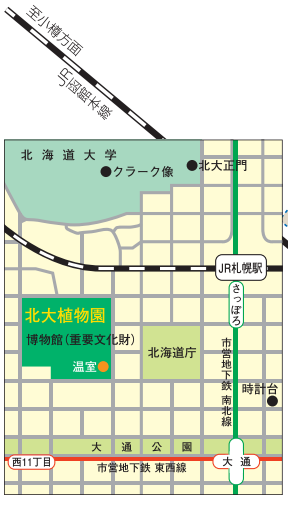 至小樽方面
JR函館本線
北海道大学
クラーク像
北大正門
JR札幌駅
さっぽろ
北大植物園
博物館(重要文化財)
温室
北海道庁
市営地下鉄 南北線
時計台
大通公園
西11丁目
大通
市営地下鉄 東西線